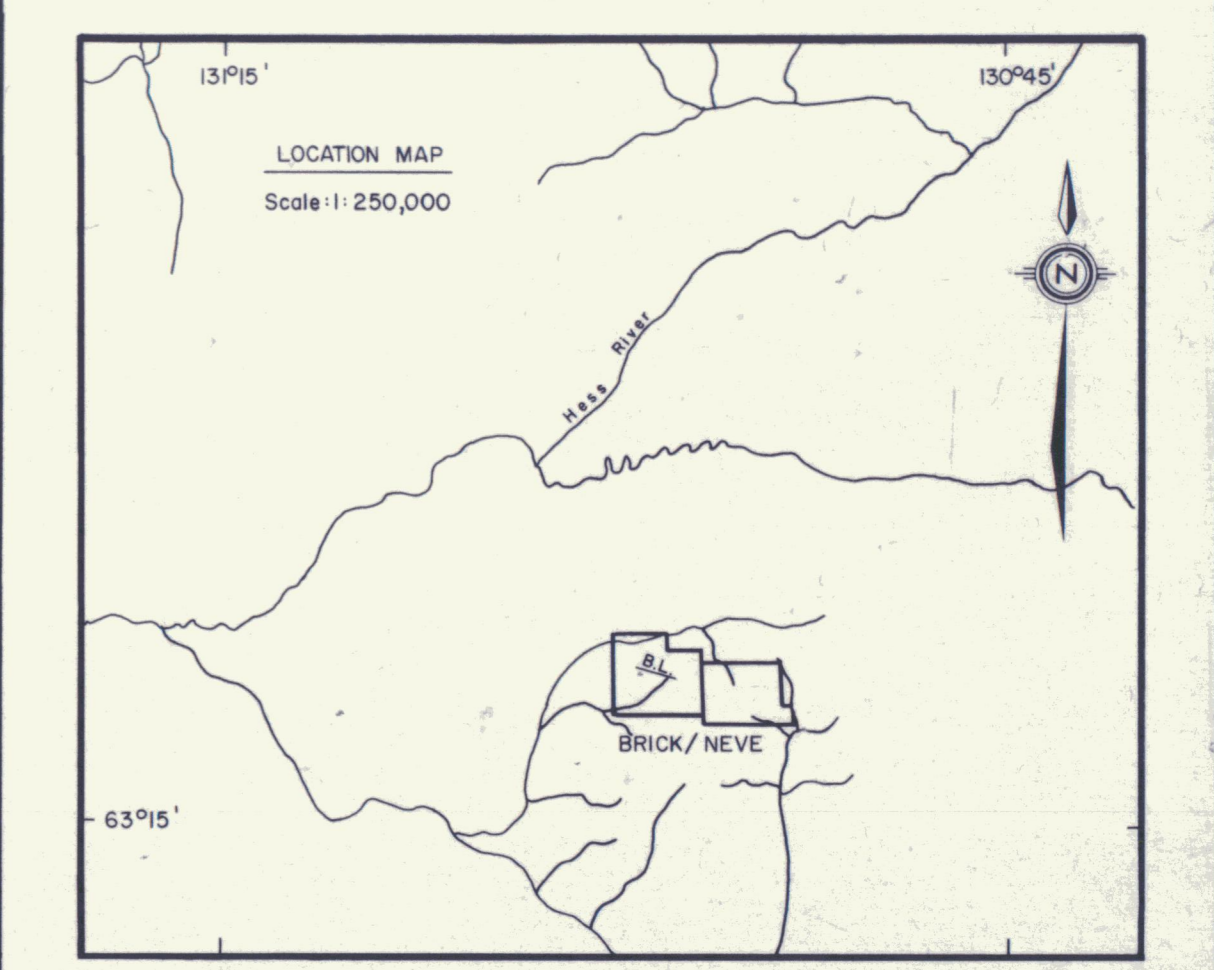 131°15'
130°45'
LOCATION MAP
Scale:1:250,000
N
Hess River
B.L.
BRICK/NEVE
63°15'